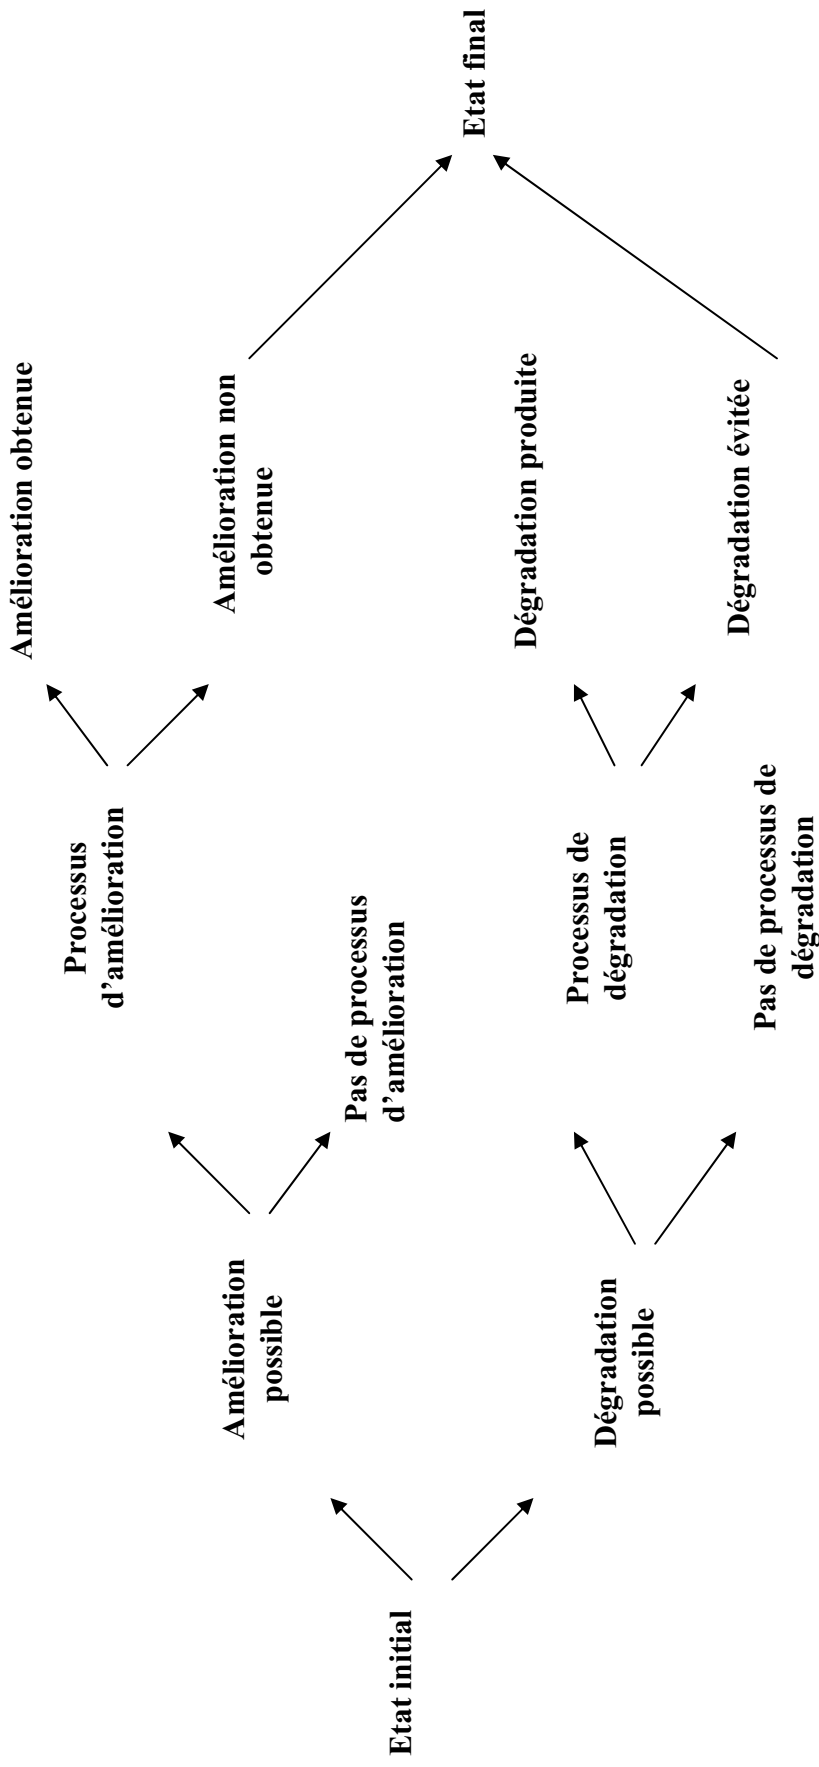 Etat initial
Amélioration
possible
Dégradation
possible
Processus
d’amélioration
Pas de processus
d’amélioration
Processus de
dégradation
Pas de processus de
dégradation
Amélioration obtenue
Amélioration non
obtenue
Dégradation produite
Dégradation évitée
Etat final